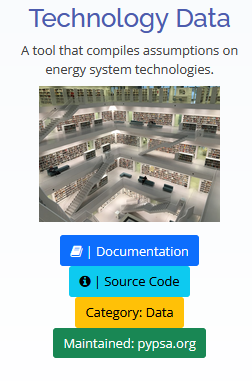 Technology Data
A tool that compiles assumptions on
energy system technologies.
| Documentation
| Source Code
Category: Data
Maintained: pypsa.org